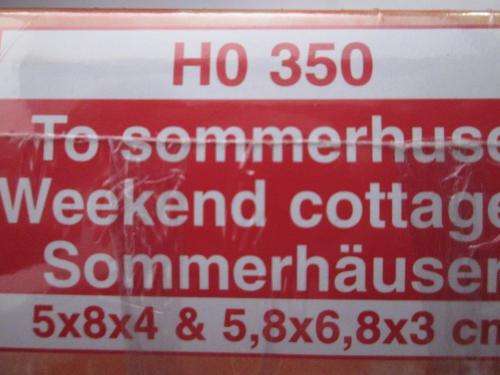 H0 350
To sommerhuse
Weekend cottage
Sommerhäuser
5x8x4 & 5,8x6,8x3 cm